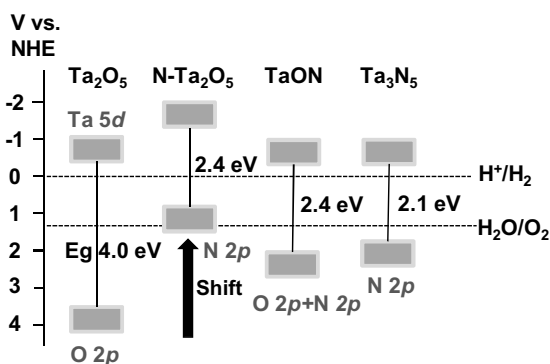 V vs.
NHE
Ta₂O₅ N-Ta₂O₅ TaON Ta₃N₅
-2
Ta 5d
-1
2.4 eV
H⁺/H₂
0
2.4 eV 2.1 eV
1
H₂O/O₂
2
Eg 4.0 eV N 2p
Shift
N 2p
3
O 2p+N 2p
4
O 2p